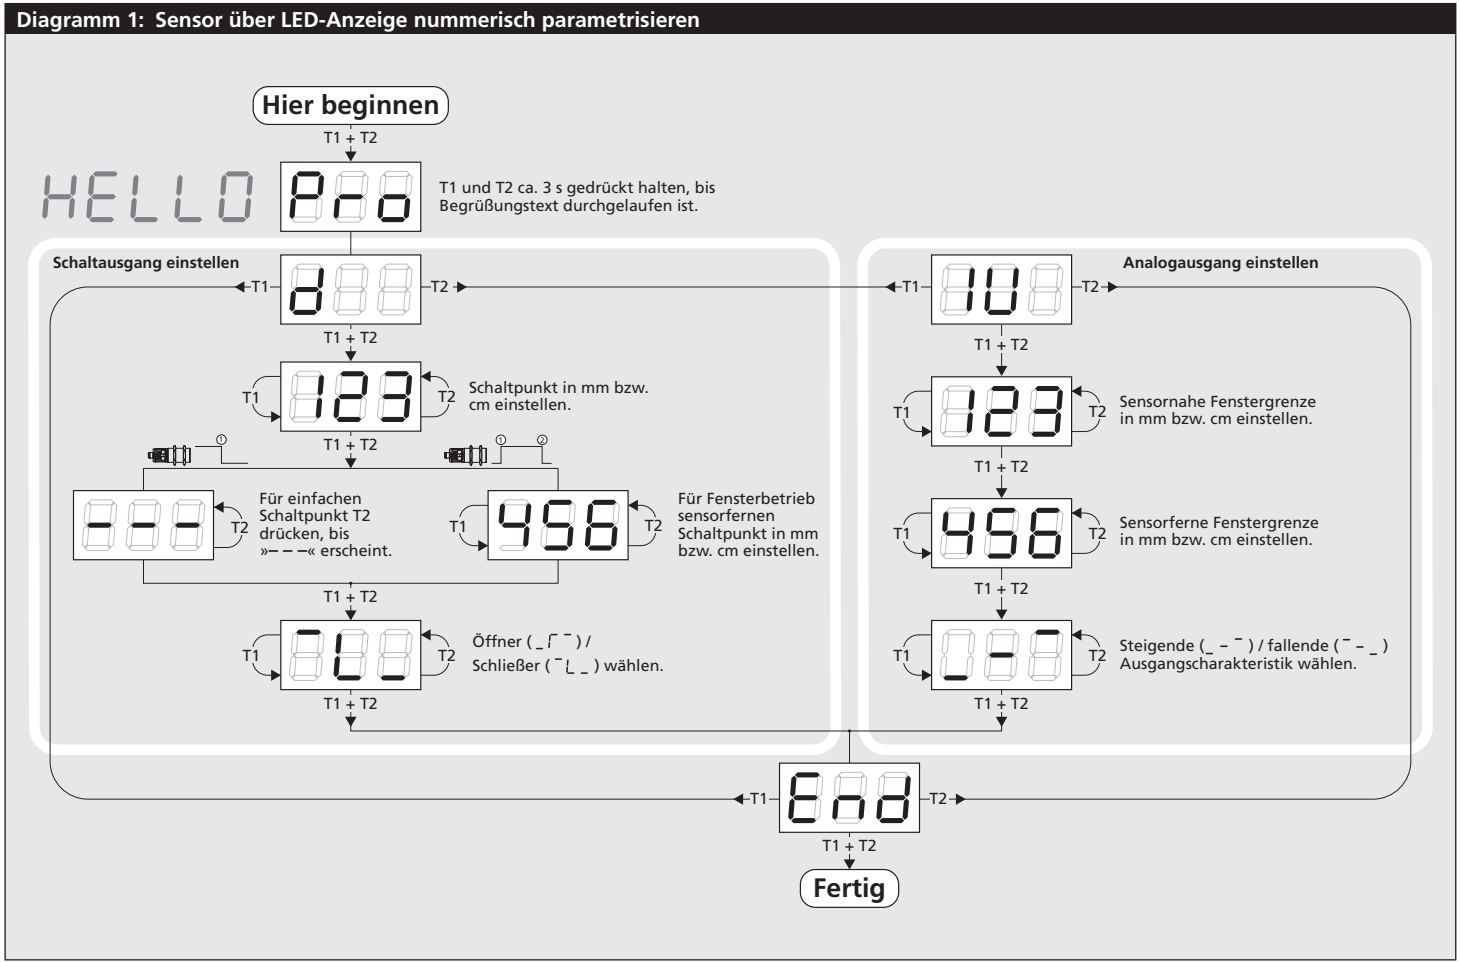 Diagramm 1: Sensor über LED-Anzeige nummerisch parametrisieren
Hier beginnen
T1 + T2
HELLO
Pro
T1 und T2 ca. 3 s gedrückt halten, bis
Begrüßungstext durchgelaufen ist.
Schaltausgang einstellen
T1
d
T2
T1 + T2
T1
123
T2
Schaltpunkt in mm bzw.
cm einstellen.
T1 + T2
①
① ②
– – –
T2
Für einfachen
Schaltpunkt T2
drücken, bis
»– – –« erscheint.
T1
456
T2
Für Fensterbetrieb
sensorfernen
Schaltpunkt in mm
bzw. cm einstellen.
T1 + T2
T1
¯L_
T2
Öffner ( _ Γ ¯ ) /
Schließer ( ¯ L _ ) wählen.
T1 + T2
Analogausgang einstellen
T1
IU
T2
T1 + T2
T1
123
T2
Sensornahe Fenstergrenze
in mm bzw. cm einstellen.
T1 + T2
T1
456
T2
Sensorferne Fenstergrenze
in mm bzw. cm einstellen.
T1 + T2
T1
_ – ¯
T2
Steigende ( _ – ¯ ) / fallende ( ¯ – _ )
Ausgangscharakteristik wählen.
T1 + T2
T1
End
T2
T1 + T2
Fertig